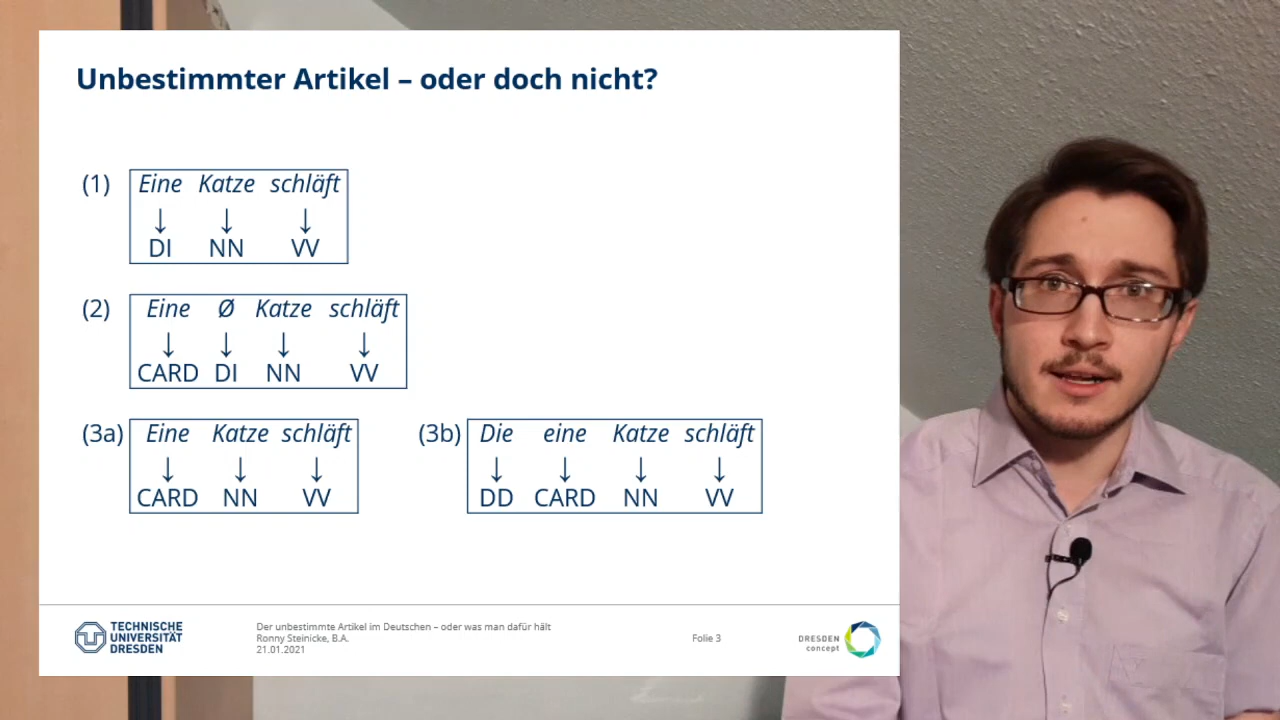 Unbestimmter Artikel – oder doch nicht?
(1) Eine Katze schläft
↓ ↓ ↓
DI NN VV
(2) Eine Ø Katze schläft
↓ ↓ ↓ ↓
CARD DI NN VV
(3a) Eine Katze schläft
↓ ↓ ↓
CARD NN VV
(3b) Die eine Katze schläft
↓ ↓ ↓ ↓
DD CARD NN VV
TECHNISCHE
UNIVERSITÄT
DRESDEN
Der unbestimmte Artikel im Deutschen – oder was man dafür hält
Ronny Steinicke, B.A.
21.01.2021
Folie 3
DRESDEN
concept